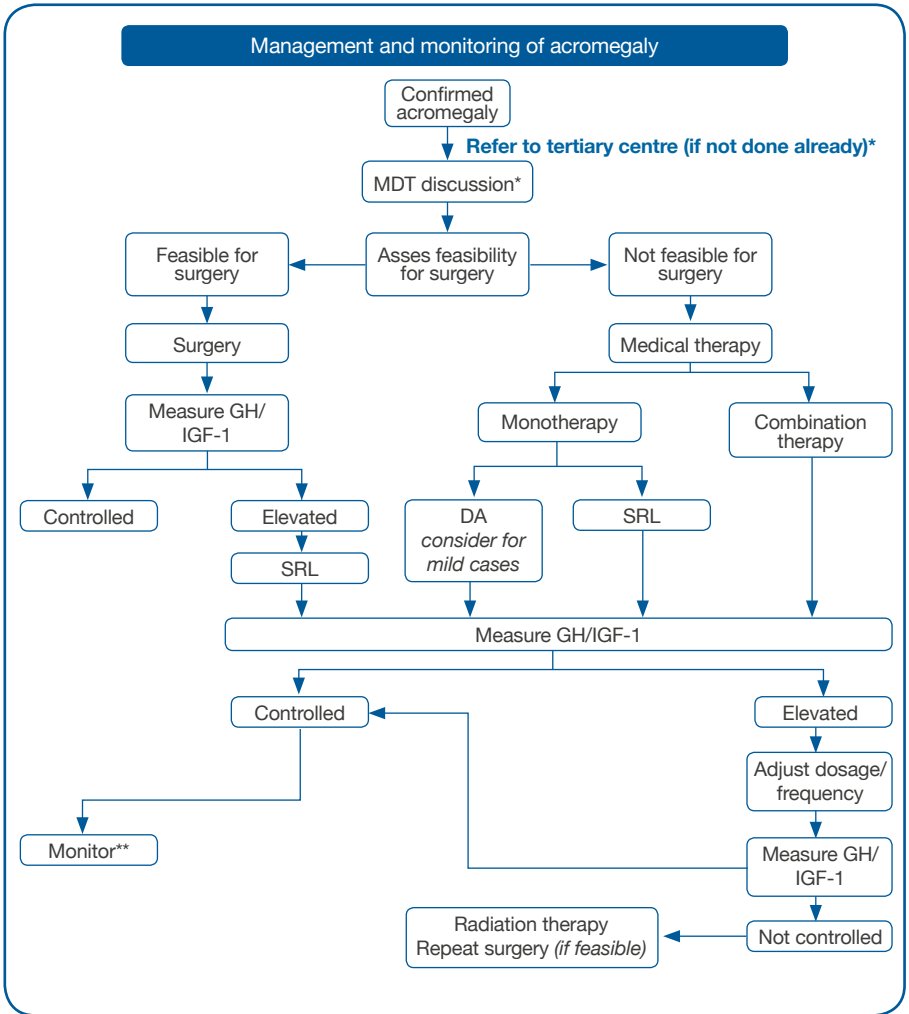 Management and monitoring of acromegaly
Confirmed
acromegaly
Refer to tertiary centre (if not done already)*
MDT discussion*
Feasible for
surgery
Asses feasibility
for surgery
Not feasible for
surgery
Surgery
Medical therapy
Measure GH/
IGF-1
Monotherapy
Combination
therapy
Controlled
Elevated
DA
consider for
mild cases
SRL
SRL
Measure GH/IGF-1
Controlled
Elevated
Adjust dosage/
frequency
Monitor**
Measure GH/
IGF-1
Radiation therapy
Repeat surgery (if feasible)
Not controlled